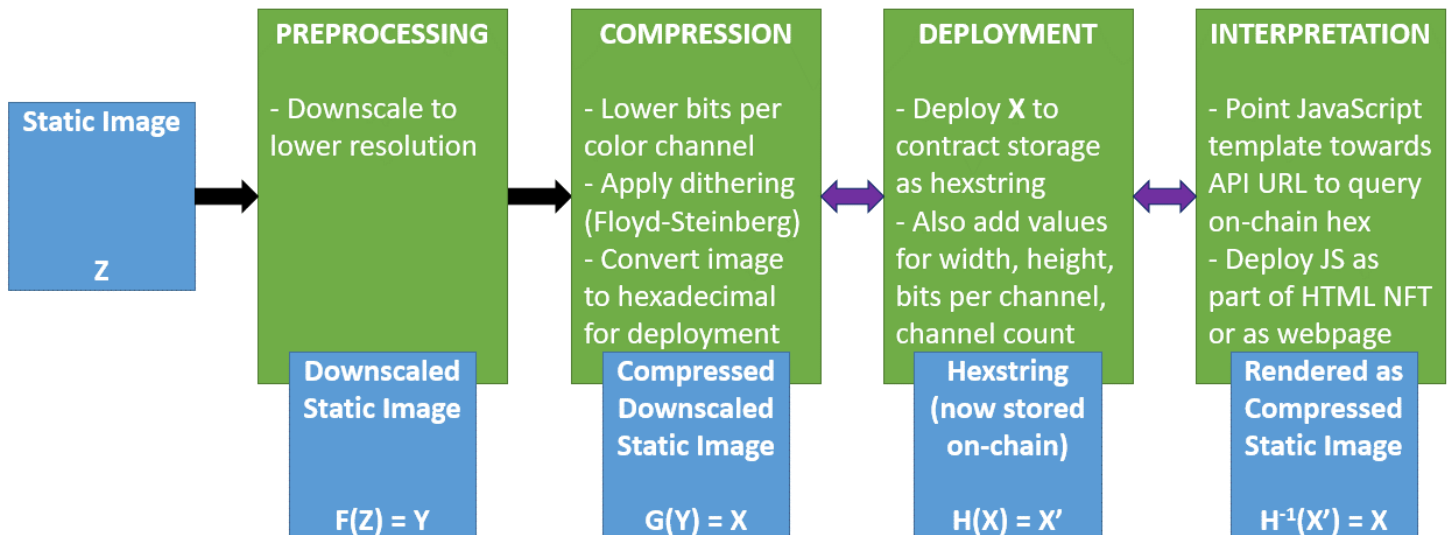 Static Image
Z
PREPROCESSING
- Downscale to
lower resolution
Downscaled
Static Image
F(Z) = Y
COMPRESSION
- Lower bits per
color channel
- Apply dithering
(Floyd-Steinberg)
- Convert image
to hexadecimal
for deployment
Compressed
Downscaled
Static Image
G(Y) = X
DEPLOYMENT
- Deploy X to
contract storage
as hexstring
- Also add values
for width, height,
bits per channel,
channel count
Hexstring
(now stored
on-chain)
H(X) = X’
INTERPRETATION
- Point JavaScript
template towards
API URL to query
on-chain hex
- Deploy JS as
part of HTML NFT
or as webpage
Rendered as
Compressed
Static Image
H⁻¹(X’) = X